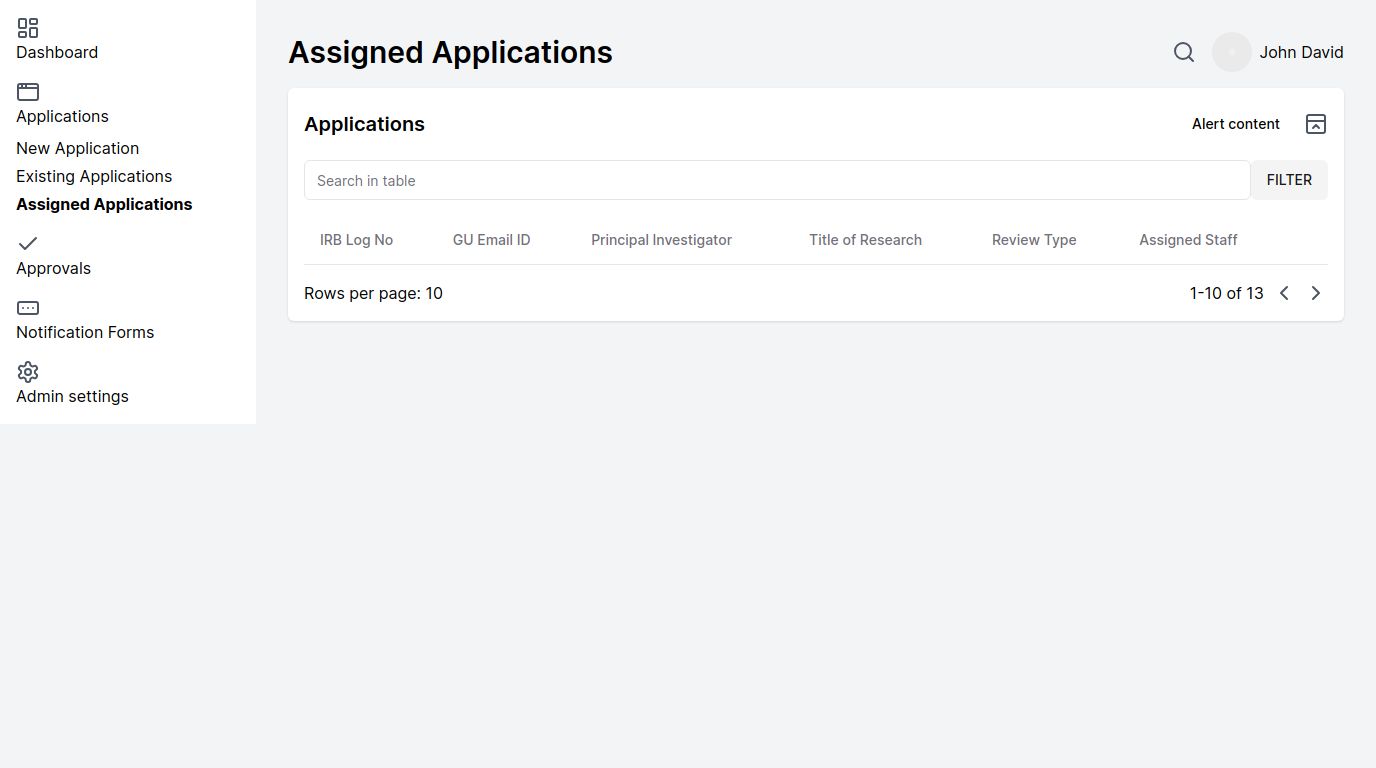 Dashboard
Applications
New Application
Existing Applications
Assigned Applications
Approvals
Notification Forms
Admin settings
Assigned Applications
John David
Applications
Alert content
Search in table
FILTER
IRB Log No GU Email ID Principal Investigator Title of Research Review Type Assigned Staff
Rows per page: 10
1-10 of 13